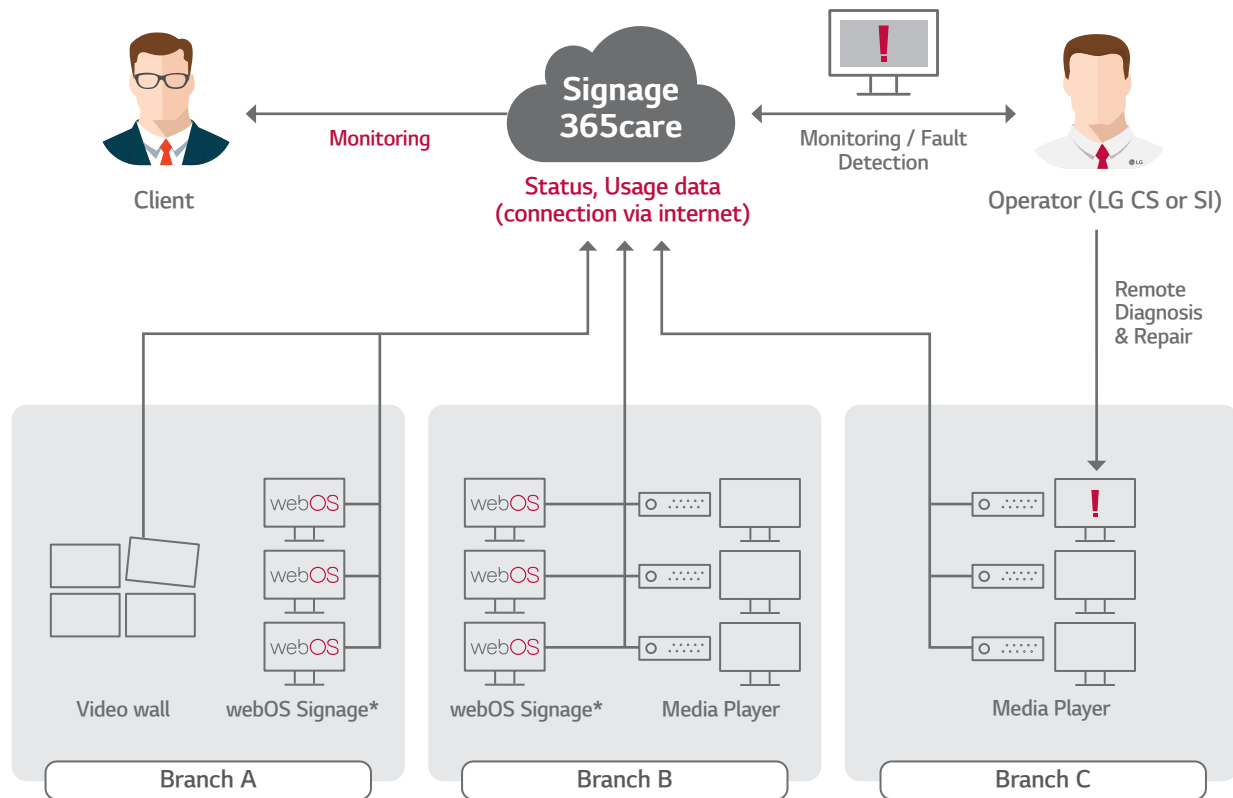 Signage
365care
!
Monitoring
Monitoring / Fault
Detection
LG
Client
Status, Usage data
(connection via internet)
Operator (LG CS or SI)
Remote
Diagnosis
& Repair
webOS
webOS
webOS
webOS
webOS
webOS
!
Video wall
webOS Signage*
webOS Signage*
Media Player
Media Player
Branch A
Branch B
Branch C